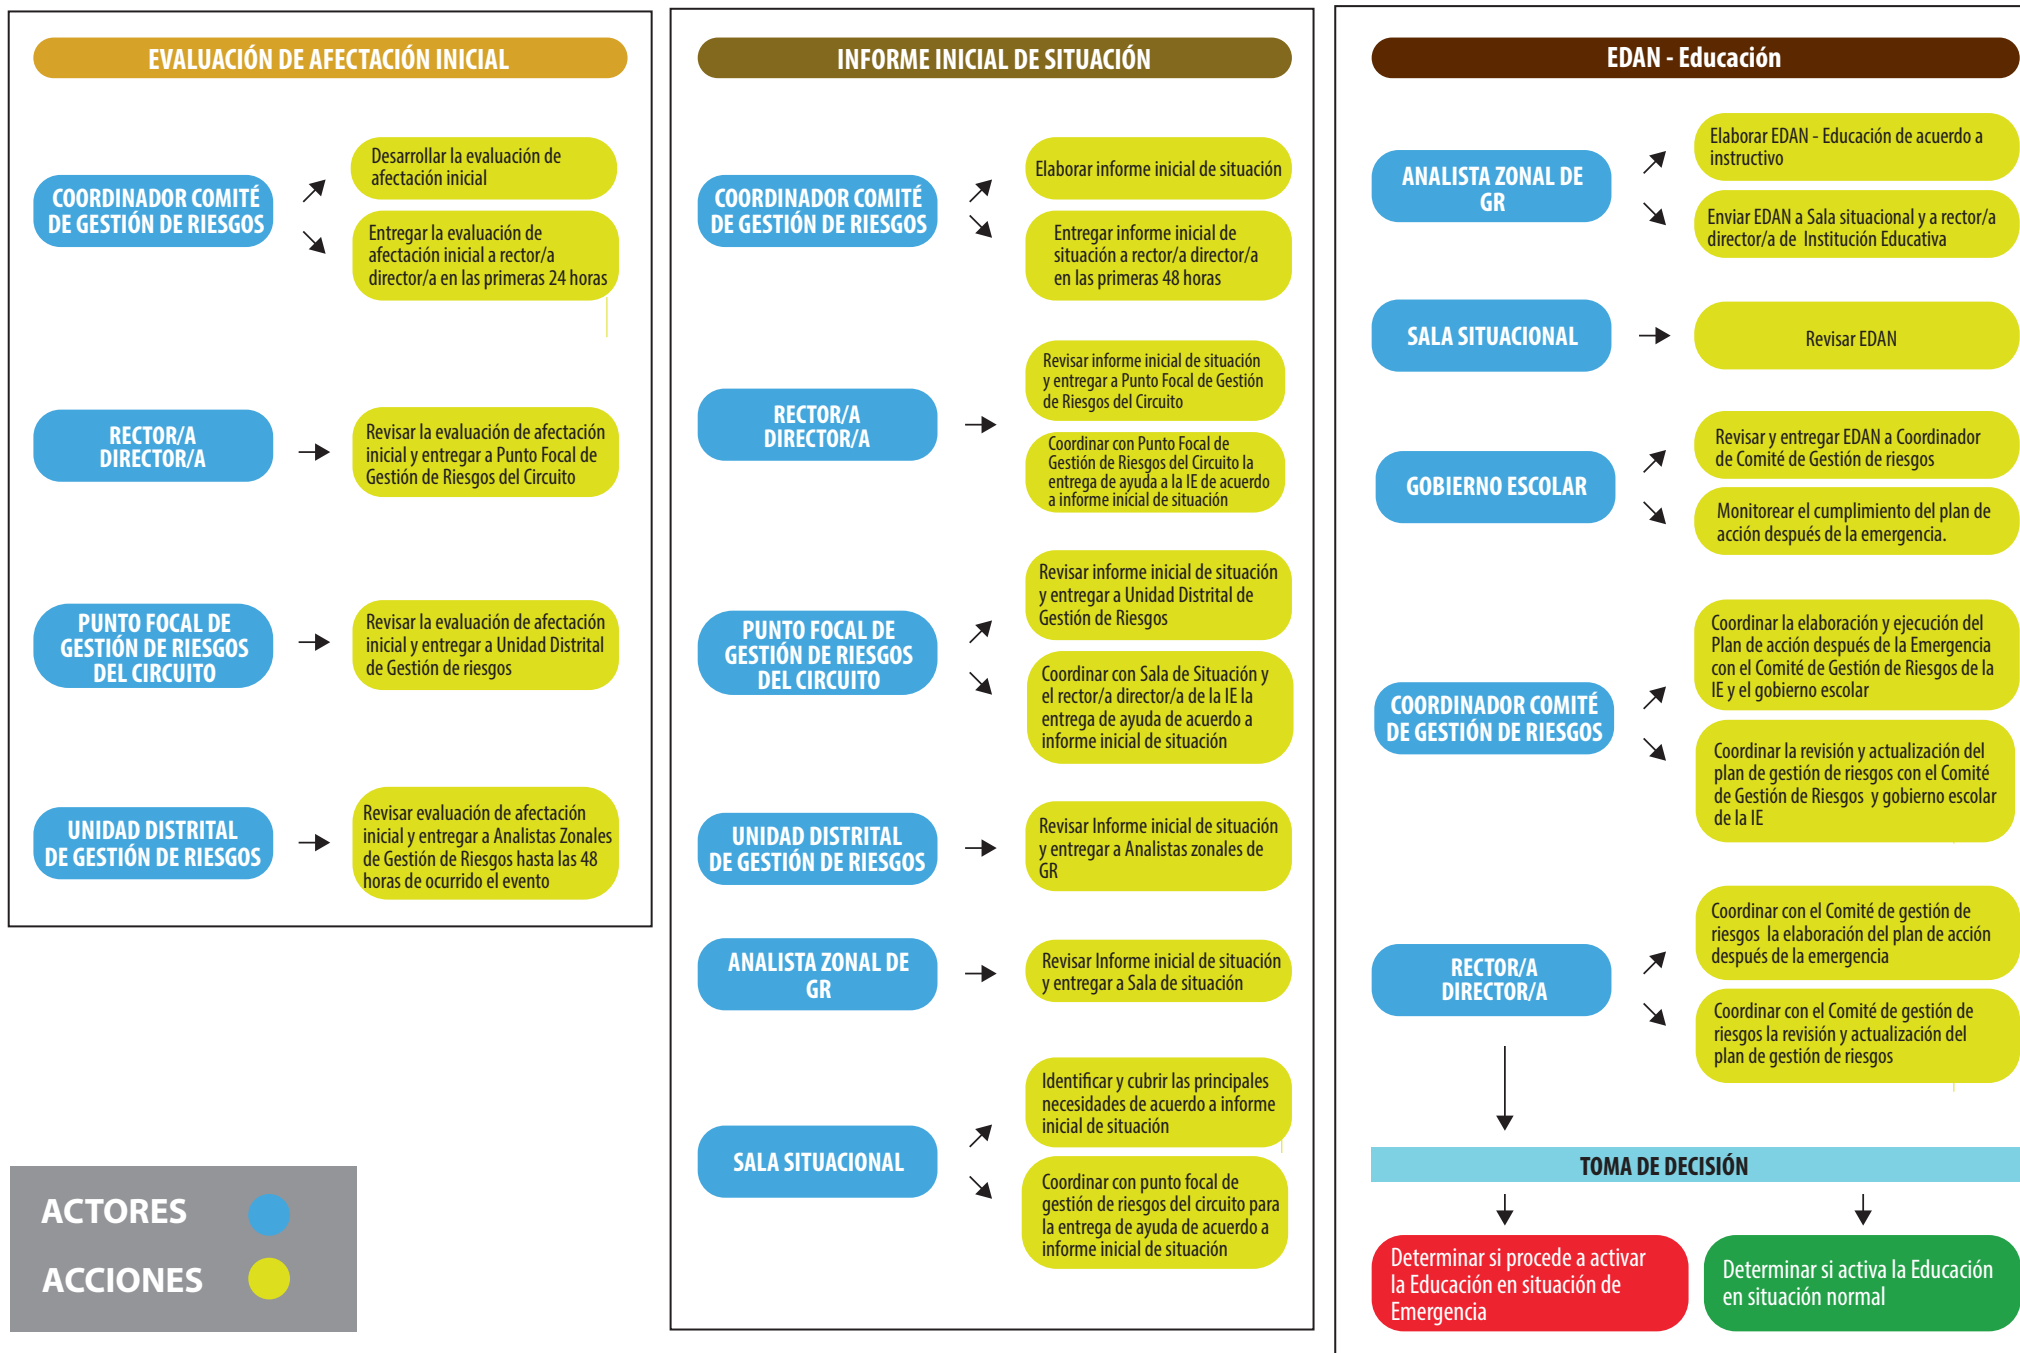 EVALUACIÓN DE AFECTACIÓN INICIAL
COORDINADOR COMITÉ
DE GESTIÓN DE RIESGOS
Desarrollar la evaluación de
afectación inicial
Entregar la evaluación de
afectación inicial a rector/a
director/a en las primeras 24 horas
RECTOR/A
DIRECTOR/A
Revisar la evaluación de afectación
inicial y entregar a Punto Focal de
Gestión de Riesgos del Circuito
PUNTO FOCAL DE
GESTIÓN DE RIESGOS
DEL CIRCUITO
Revisar la evaluación de afectación
inicial y entregar a Unidad Distrital
de Gestión de riesgos
UNIDAD DISTRITAL
DE GESTIÓN DE RIESGOS
Revisar evaluación de afectación
inicial y entregar a Analistas Zonales
de Gestión de Riesgos hasta las 48
horas de ocurrido el evento
ACTORES
ACCIONES
INFORME INICIAL DE SITUACIÓN
COORDINADOR COMITÉ
DE GESTIÓN DE RIESGOS
Elaborar informe inicial de situación
Entregar informe inicial de
situación a rector/a director/a
en las primeras 48 horas
RECTOR/A
DIRECTOR/A
Revisar informe inicial de situación
y entregar a Punto Focal de Gestión
de Riesgos del Circuito
Coordinar con Punto Focal de
Gestión de Riesgos del Circuito la
entrega de ayuda a la IE de acuerdo
a informe inicial de situación
PUNTO FOCAL DE
GESTIÓN DE RIESGOS
DEL CIRCUITO
Revisar informe inicial de situación
y entregar a Unidad Distrital de
Gestión de Riesgos
Coordinar con Sala de Situación y
el rector/a director/a de la IE la
entrega de ayuda de acuerdo a
informe inicial de situación
UNIDAD DISTRITAL
DE GESTIÓN DE RIESGOS
Revisar Informe inicial de situación
y entregar a Analistas zonales de
GR
ANALISTA ZONAL DE
GR
Revisar Informe inicial de situación
y entregar a Sala de situación
SALA SITUACIONAL
Identificar y cubrir las principales
necesidades de acuerdo a informe
inicial de situación
Coordinar con punto focal de
gestión de riesgos del circuito para
la entrega de ayuda de acuerdo a
informe inicial de situación
EDAN - Educación
ANALISTA ZONAL DE
GR
Elaborar EDAN - Educación de acuerdo a
instructivo
Enviar EDAN a Sala situacional y a rector/a
director/a de Institución Educativa
SALA SITUACIONAL
Revisar EDAN
GOBIERNO ESCOLAR
Revisar y entregar EDAN a Coordinador
de Comité de Gestión de riesgos
Monitorear el cumplimiento del plan de
acción después de la emergencia.
COORDINADOR COMITÉ
DE GESTIÓN DE RIESGOS
Coordinar la elaboración y ejecución del
Plan de acción después de la Emergencia
con el Comité de Gestión de Riesgos de la
IE y el gobierno escolar
Coordinar la revisión y actualización del
plan de gestión de riesgos con el Comité
de Gestión de Riesgos y gobierno escolar
de la IE
RECTOR/A
DIRECTOR/A
Coordinar con el Comité de gestión de
riesgos la elaboración del plan de acción
después de la emergencia
Coordinar con el Comité de gestión de
riesgos la revisión y actualización del
plan de gestión de riesgos
TOMA DE DECISIÓN
Determinar si procede a activar
la Educación en situación de
Emergencia
Determinar si activa la Educación
en situación normal